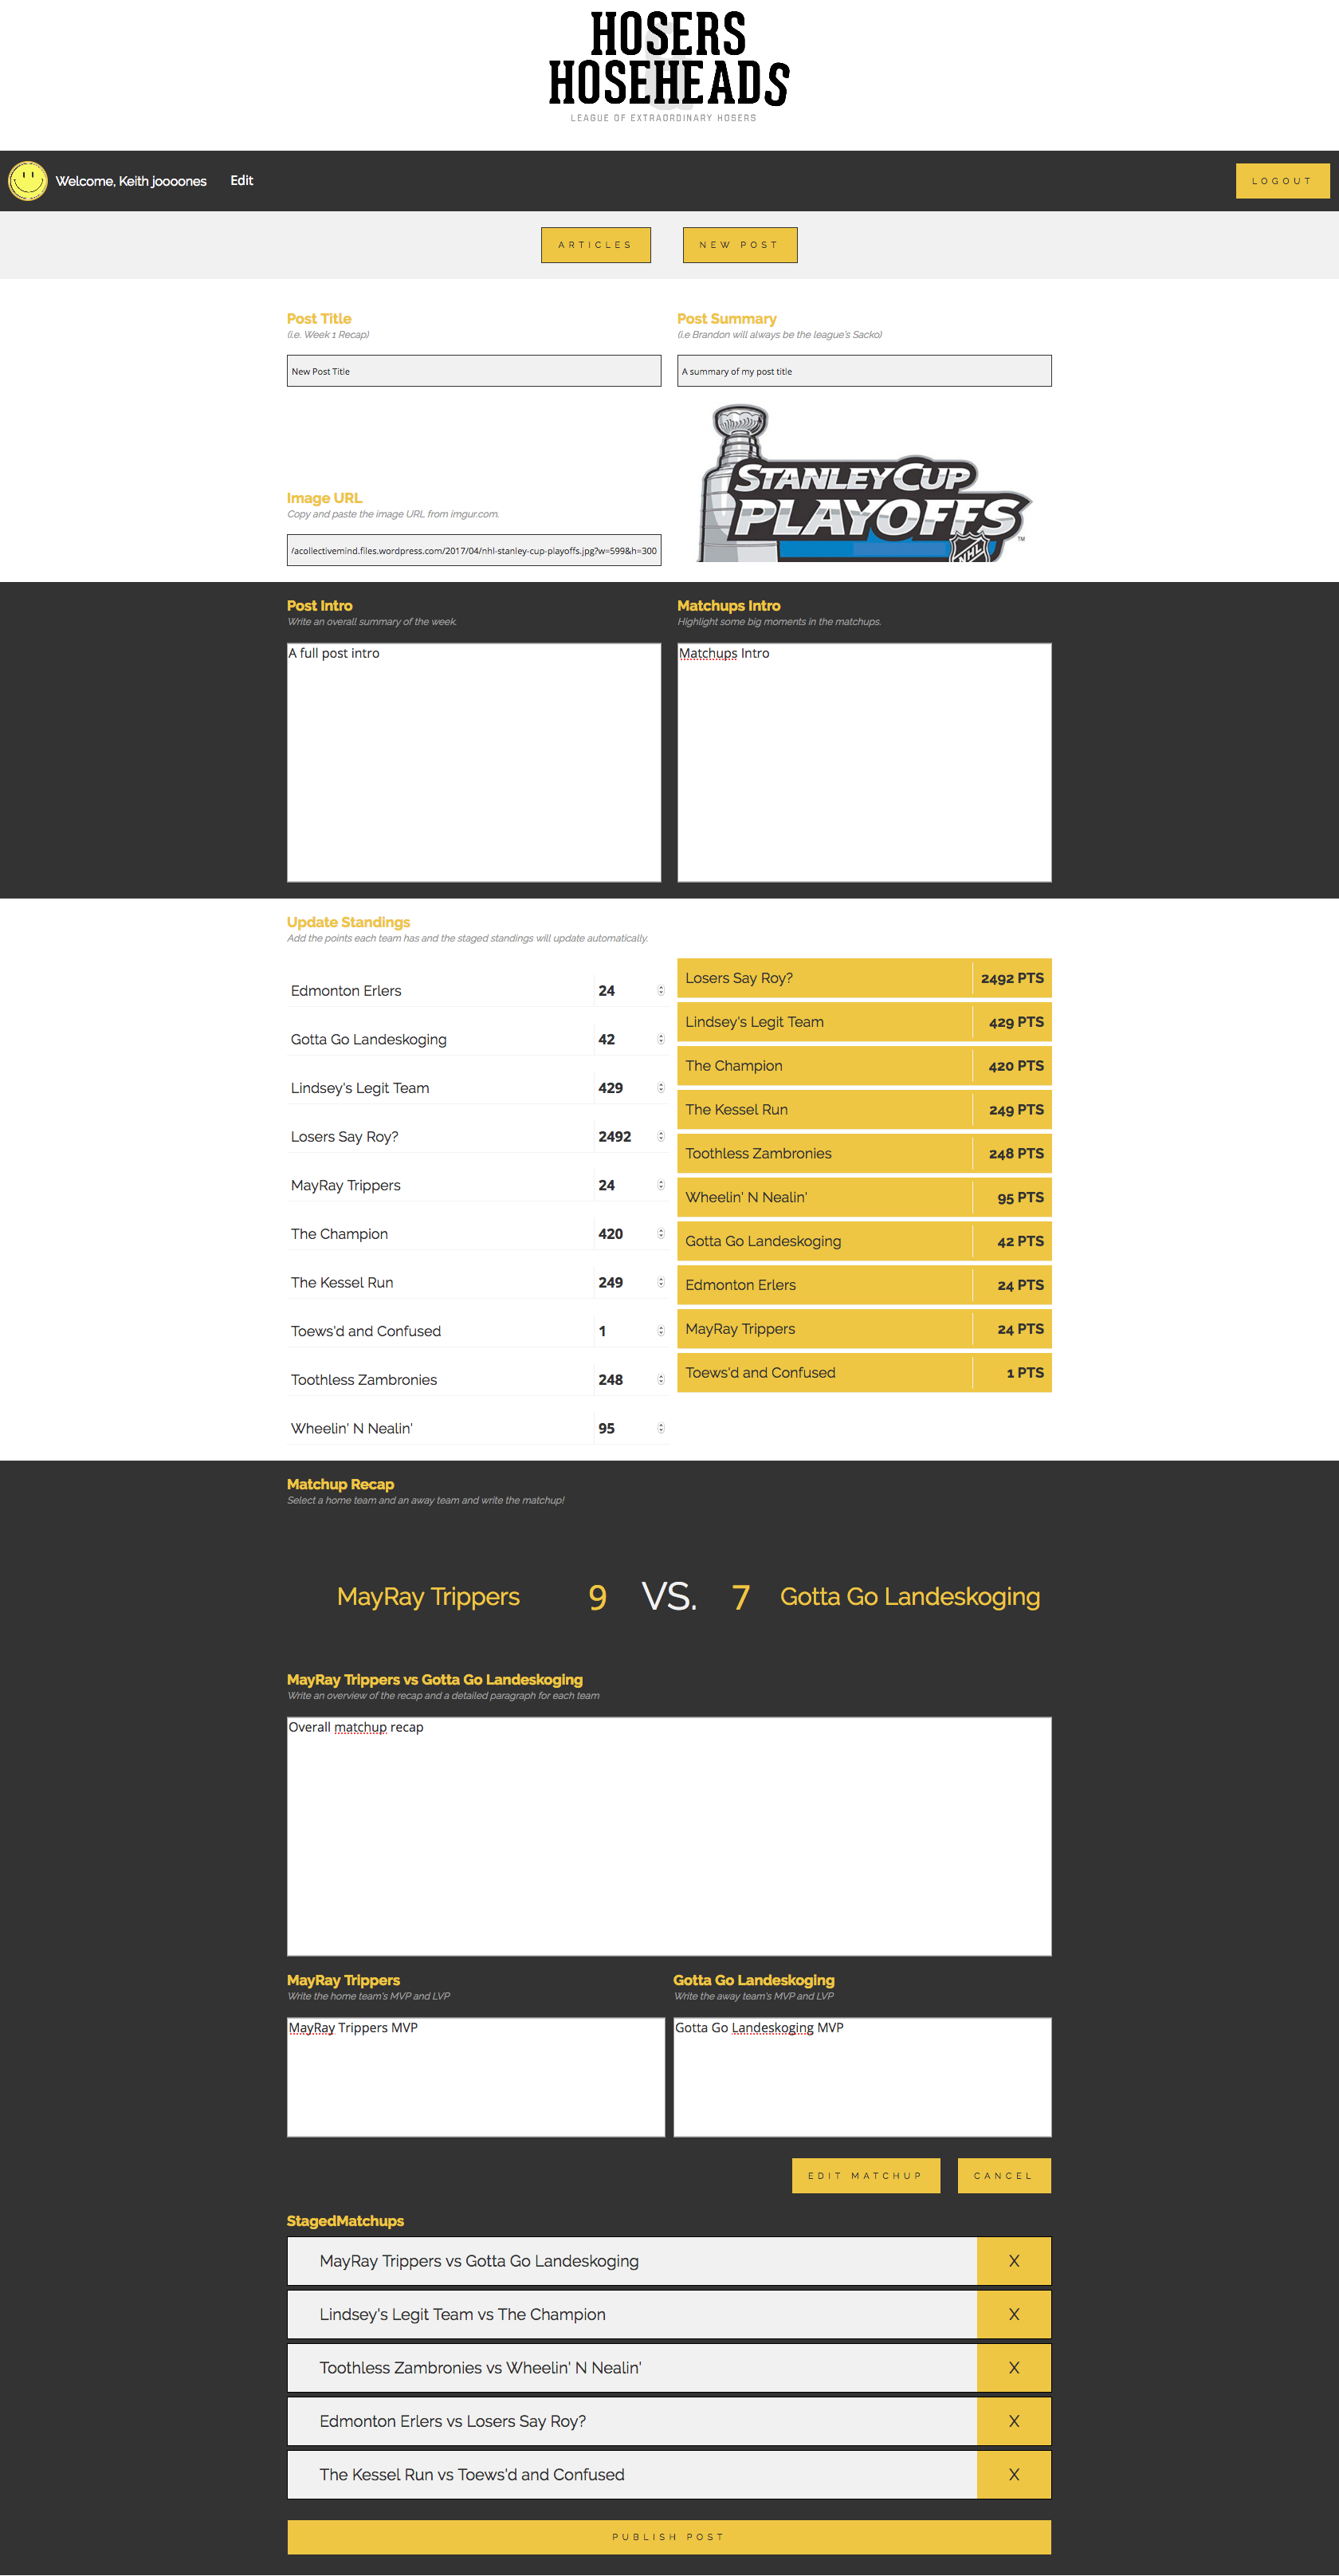 HOSERS
HOSEHEADS
LEAGUE OF EXTRAORDINARY HOSERS
Welcome, Keith joooones
Edit
LOGOUT
ARTICLES
NEW POST
Post Title
(i.e. Week 1 Recap)
New Post Title
Post Summary
(i.e Brandon will always be the league's Sacko)
A summary of my post title
Image URL
Copy and paste the image URL from imgur.com.
/acollectivemind.files.wordpress.com/2017/04/nhl-stanley-cup-playoffs.jpg?w=599&h=300
STANLEY CUP
PLAYOFFS
NHL
TM
Post Intro
Write an overall summary of the week.
A full post intro
Matchups Intro
Highlight some big moments in the matchups.
Matchups Intro
Update Standings
Add the points each team has and the staged standings will update automatically.
Edmonton Erlers 24
Gotta Go Landeskoging 42
Lindsey's Legit Team 429
Losers Say Roy? 2492
MayRay Trippers 24
The Champion 420
The Kessel Run 249
Toews'd and Confused 1
Toothless Zambronies 248
Wheelin' N Nealin' 95
Losers Say Roy? 2492 PTS
Lindsey's Legit Team 429 PTS
The Champion 420 PTS
The Kessel Run 249 PTS
Toothless Zambronies 248 PTS
Wheelin' N Nealin' 95 PTS
Gotta Go Landeskoging 42 PTS
Edmonton Erlers 24 PTS
MayRay Trippers 24 PTS
Toews'd and Confused 1 PTS
Matchup Recap
Select a home team and an away team and write the matchup!
MayRay Trippers 9 VS. 7 Gotta Go Landeskoging
MayRay Trippers vs Gotta Go Landeskoging
Write an overview of the recap and a detailed paragraph for each team
Overall matchup recap
MayRay Trippers
Write the home team's MVP and LVP
MayRay Trippers MVP
Gotta Go Landeskoging
Write the away team's MVP and LVP
Gotta Go Landeskoging MVP
EDIT MATCHUP
CANCEL
StagedMatchups
MayRay Trippers vs Gotta Go Landeskoging X
Lindsey's Legit Team vs The Champion X
Toothless Zambronies vs Wheelin' N Nealin' X
Edmonton Erlers vs Losers Say Roy? X
The Kessel Run vs Toews'd and Confused X
PUBLISH POST